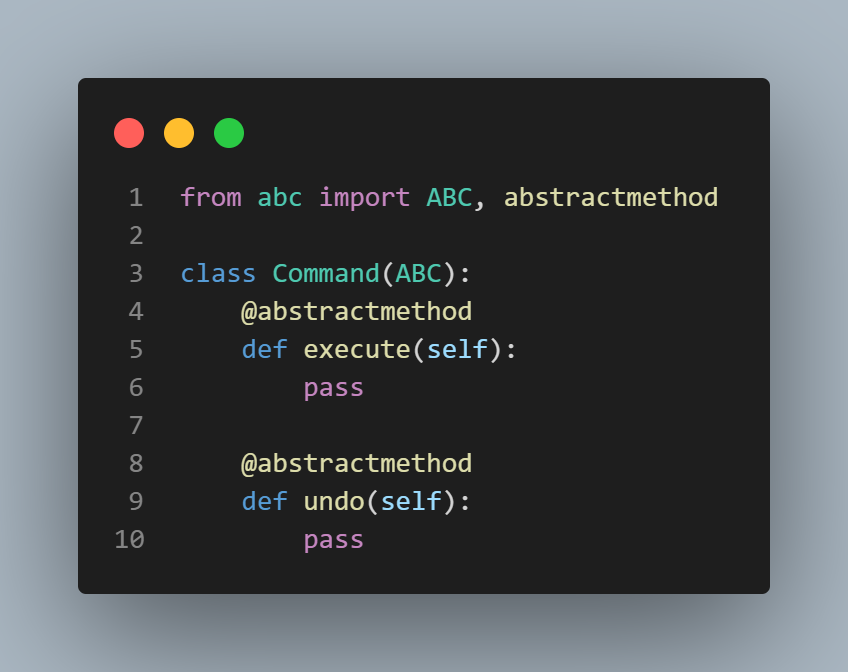 1 from abc import ABC, abstractmethod
2
3 class Command(ABC):
4     @abstractmethod
5     def execute(self):
6         pass
7
8     @abstractmethod
9     def undo(self):
10         pass